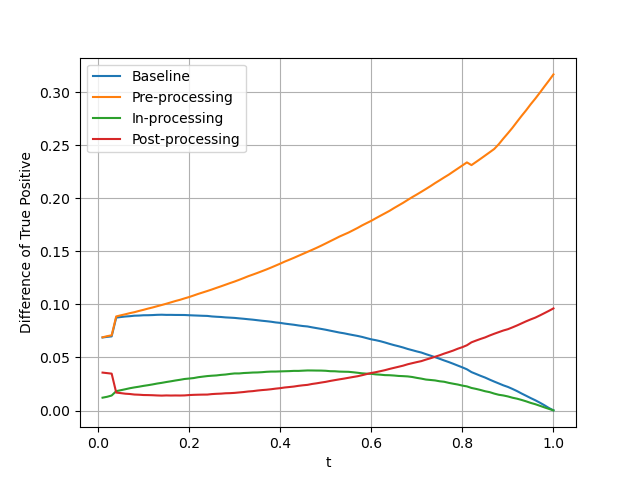 Baseline
Pre-processing
In-processing
Post-processing
Difference of True Positive
0.30
0.25
0.20
0.15
0.10
0.05
0.00
0.0 0.2 0.4 0.6 0.8 1.0
t